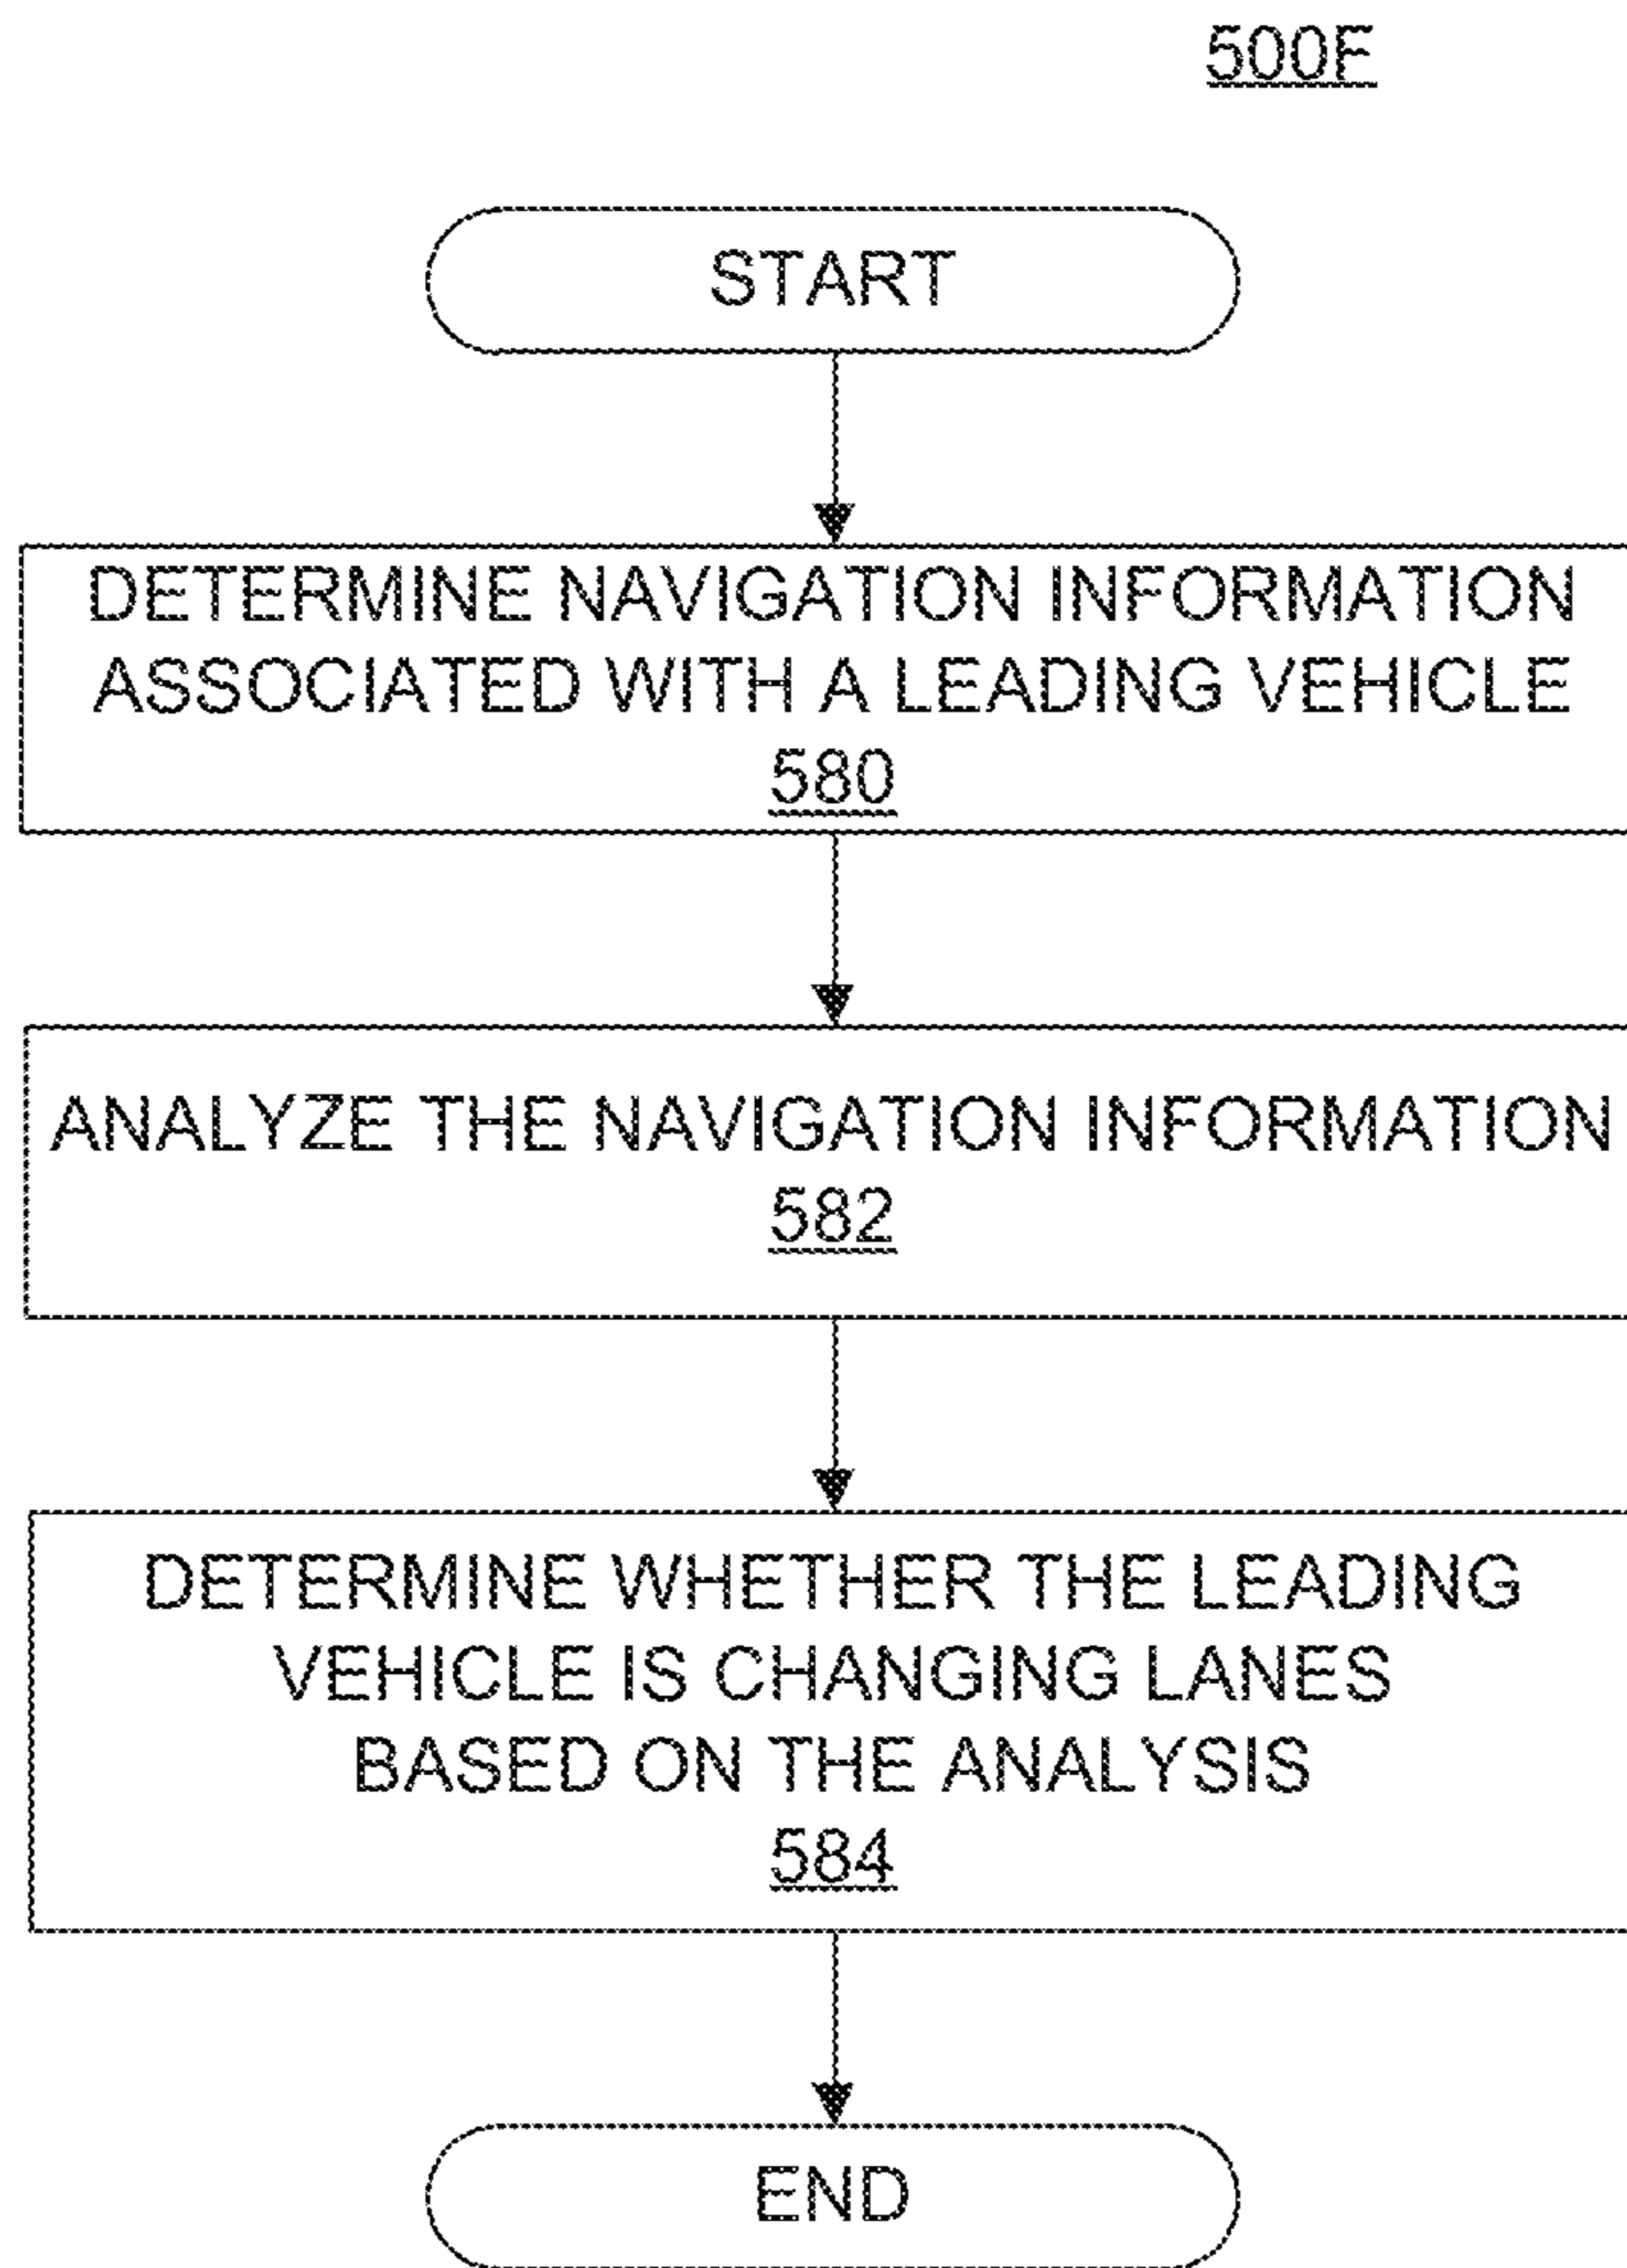 500F
START
DETERMINE NAVIGATION INFORMATION
ASSOCIATED WITH A LEADING VEHICLE
580
ANALYZE THE NAVIGATION INFORMATION
582
DETERMINE WHETHER THE LEADING
VEHICLE IS CHANGING LANES
BASED ON THE ANALYSIS
584
END